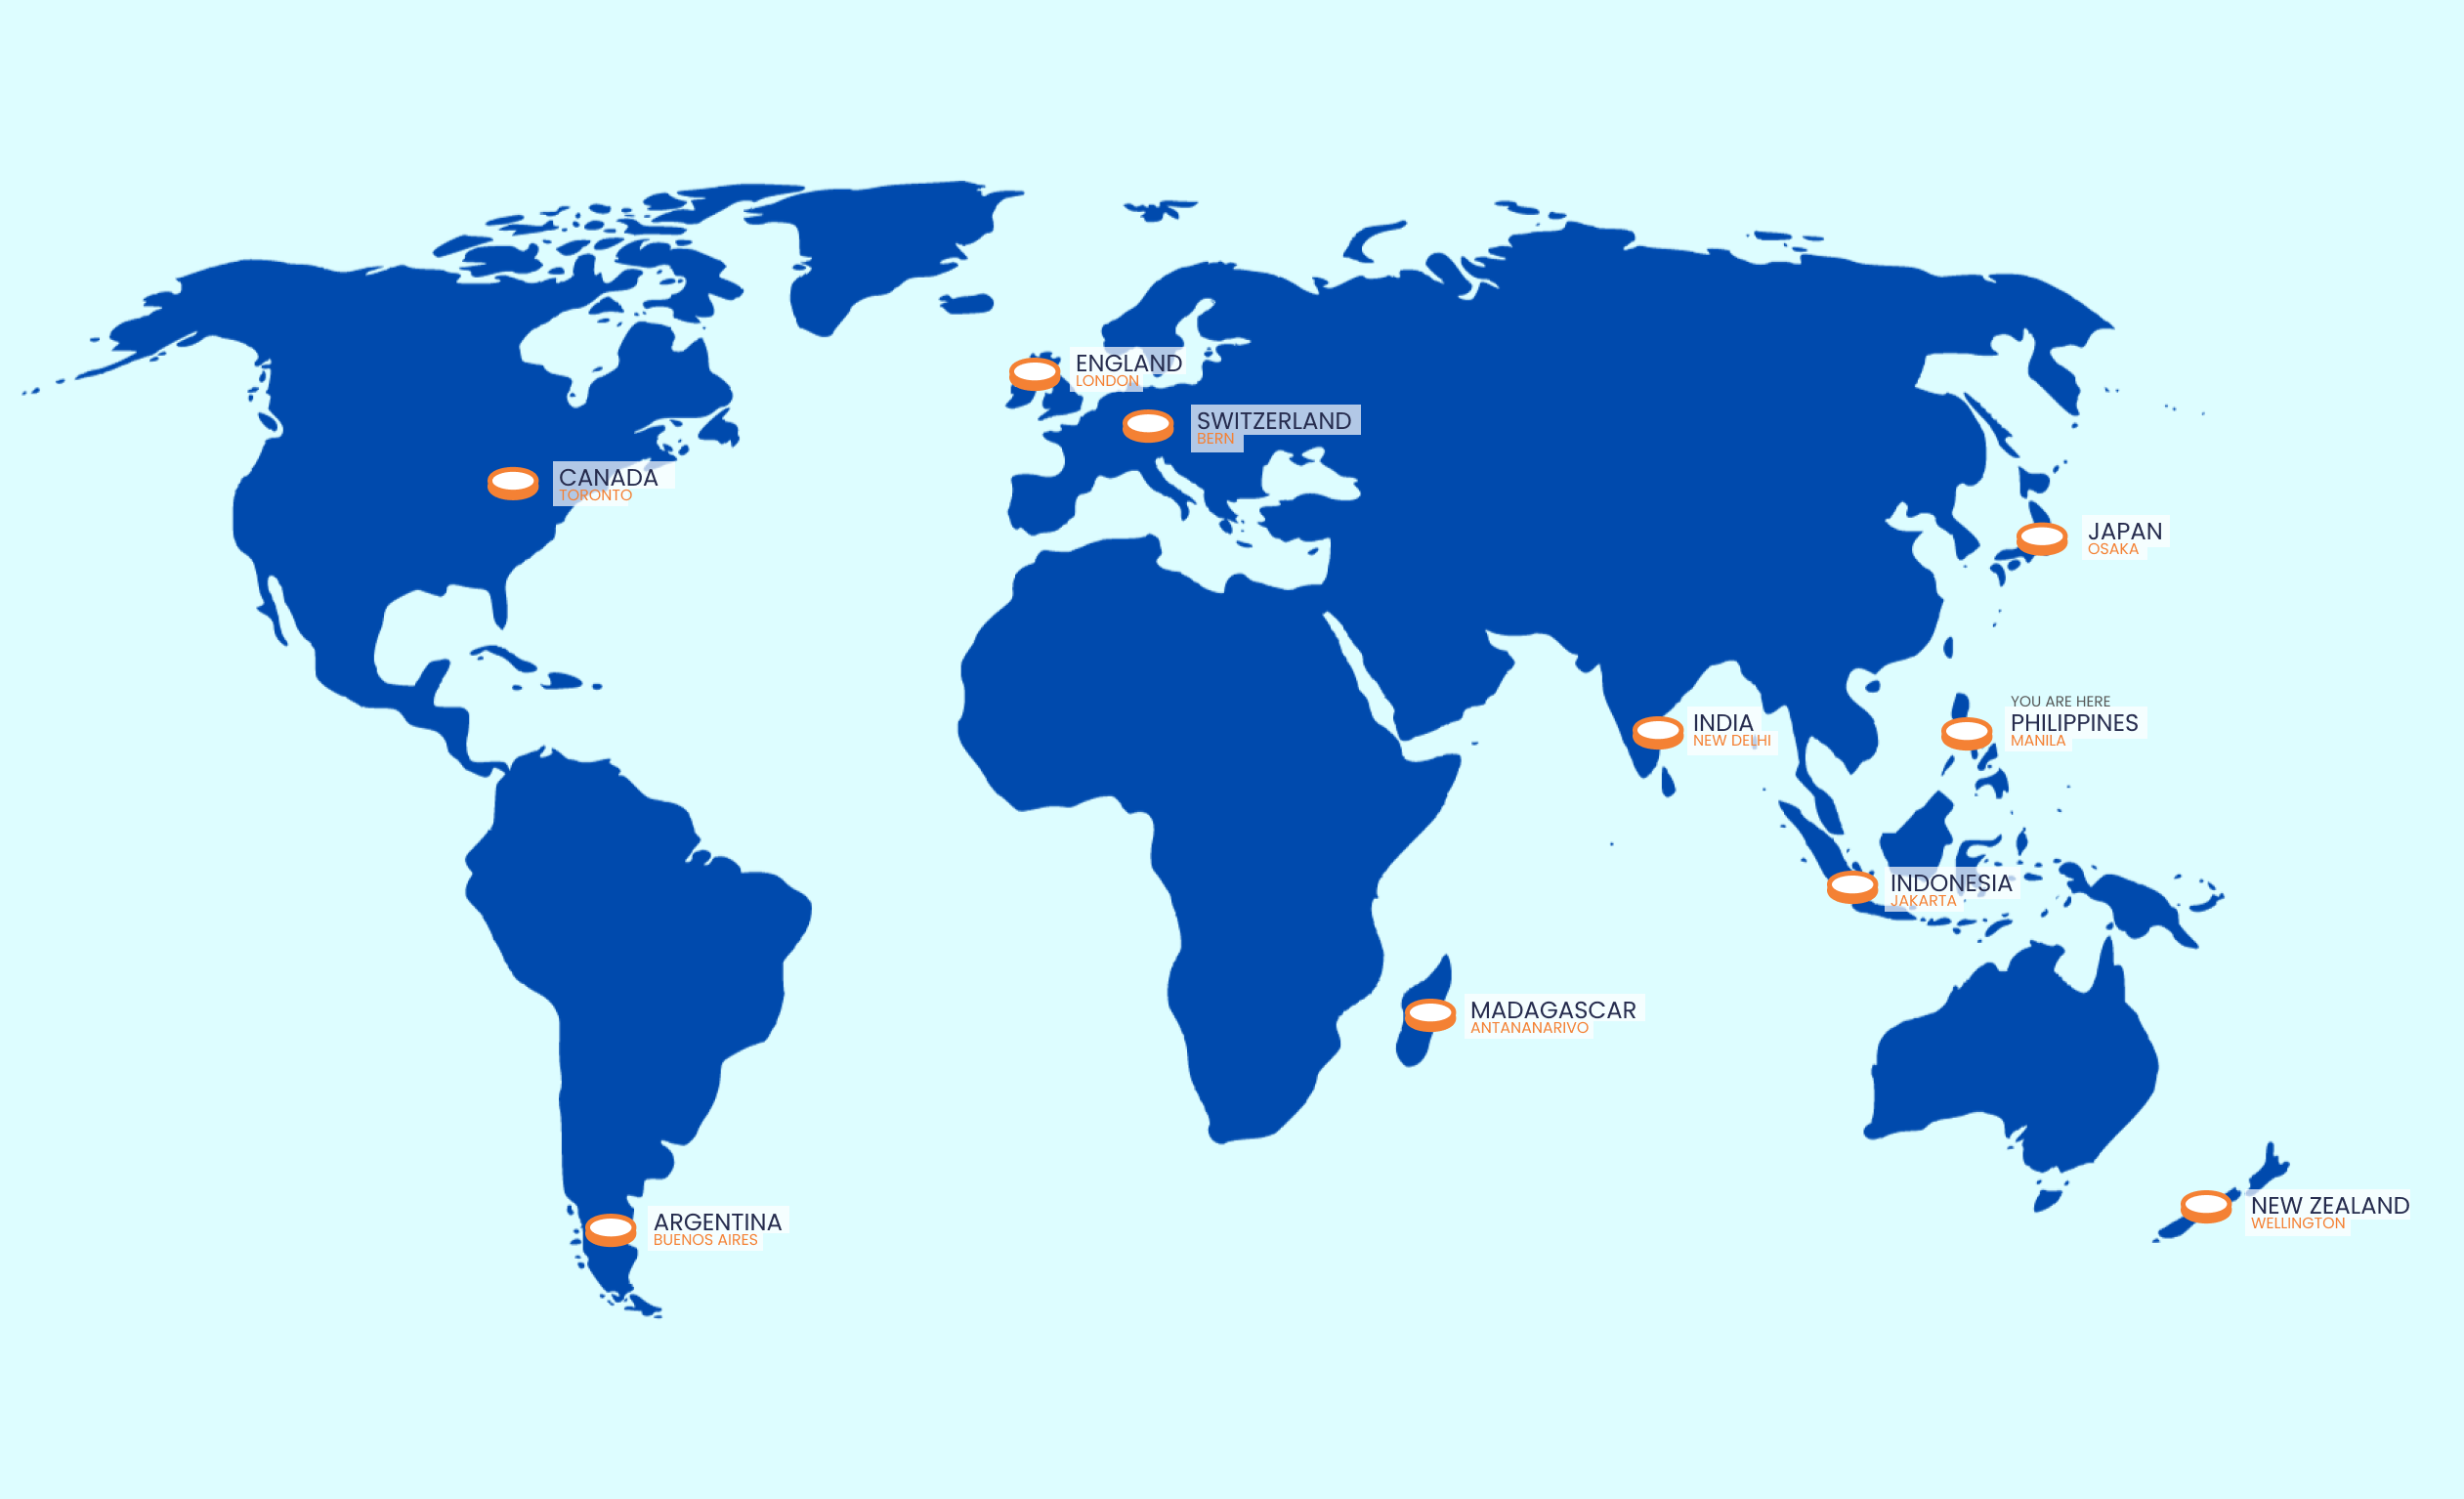 ENGLAND
LONDON
SWITZERLAND
BERN
CANADA
TORONTO
JAPAN
OSAKA
YOU ARE HERE
PHILIPPINES
MANILA
INDIA
NEW DELHI
INDONESIA
JAKARTA
MADAGASCAR
ANTANANARIVO
NEW ZEALAND
WELLINGTON
ARGENTINA
BUENOS AIRES